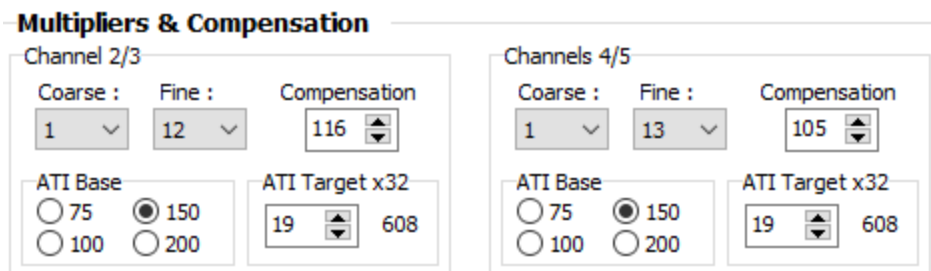 Multipliers & Compensation
Channel 2/3
Coarse : Fine : Compensation
1 12 116
ATI Base
75 150
100 200
ATI Target x32
19 608
Channels 4/5
Coarse : Fine : Compensation
1 13 105
ATI Base
75 150
100 200
ATI Target x32
19 608